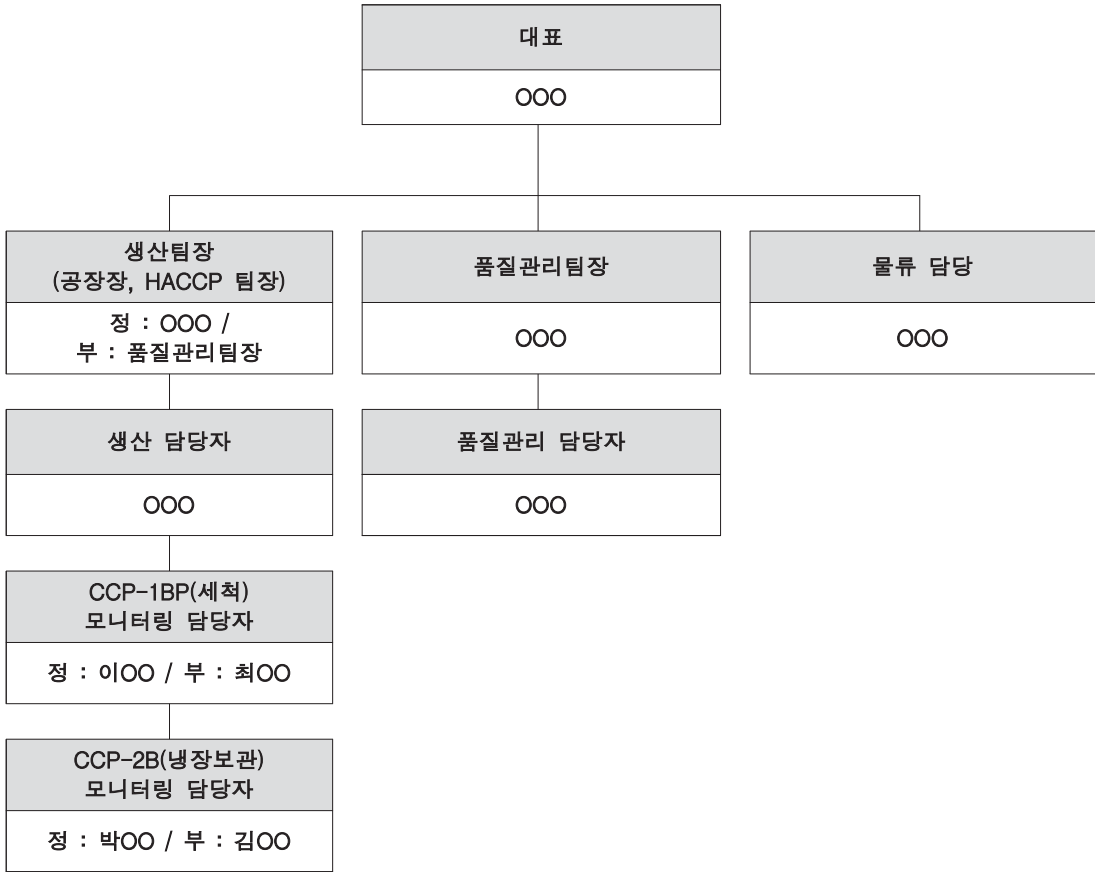 대표
OOO
생산팀장
(공장장, HACCP 팀장)
정 : OOO /
부 : 품질관리팀장
품질관리팀장
OOO
물류 담당
OOO
생산 담당자
OOO
품질관리 담당자
OOO
CCP-1BP(세척)
모니터링 담당자
정 : 이OO / 부 : 최OO
CCP-2B(냉장보관)
모니터링 담당자
정 : 박OO / 부 : 김OO